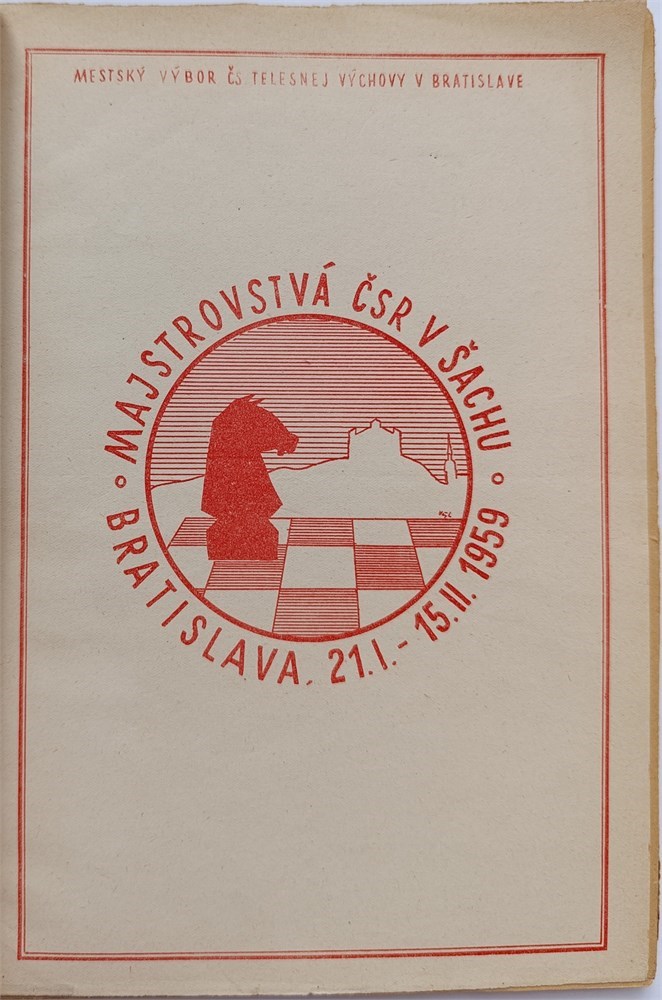 MESTSKÝ VÝBOR ČS. TELESNEJ VÝCHOVY V BRATISLAVE
MAJSTROVSTVÁ ČSR V ŠACHU
BRATISLAVA, 21.I.-15.II.1959